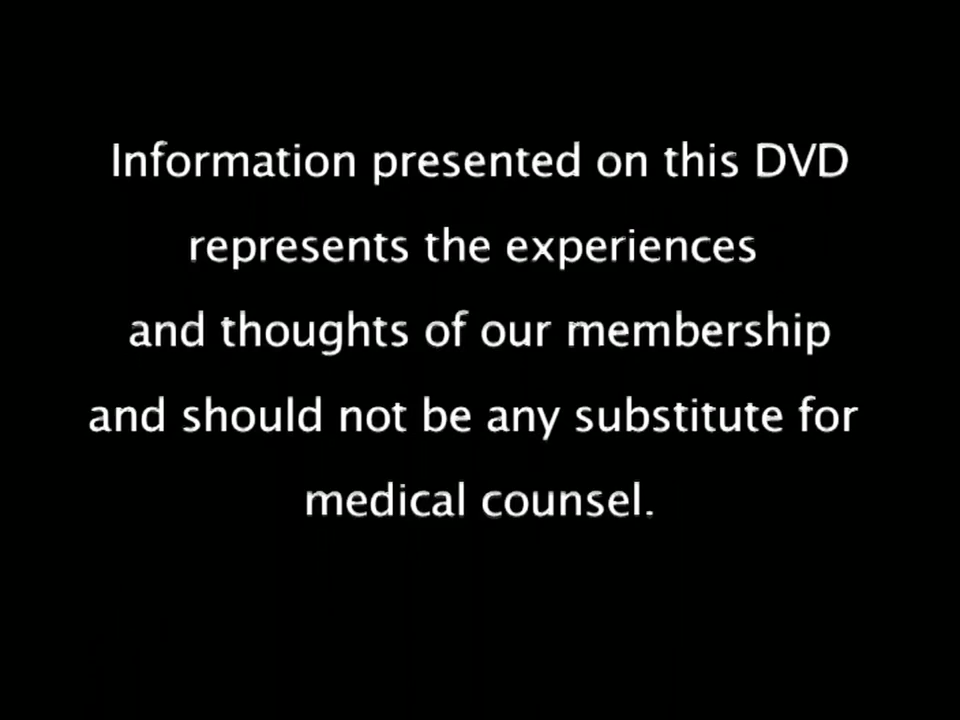 Information presented on this DVD
represents the experiences
and thoughts of our membership
and should not be any substitute for
medical counsel.